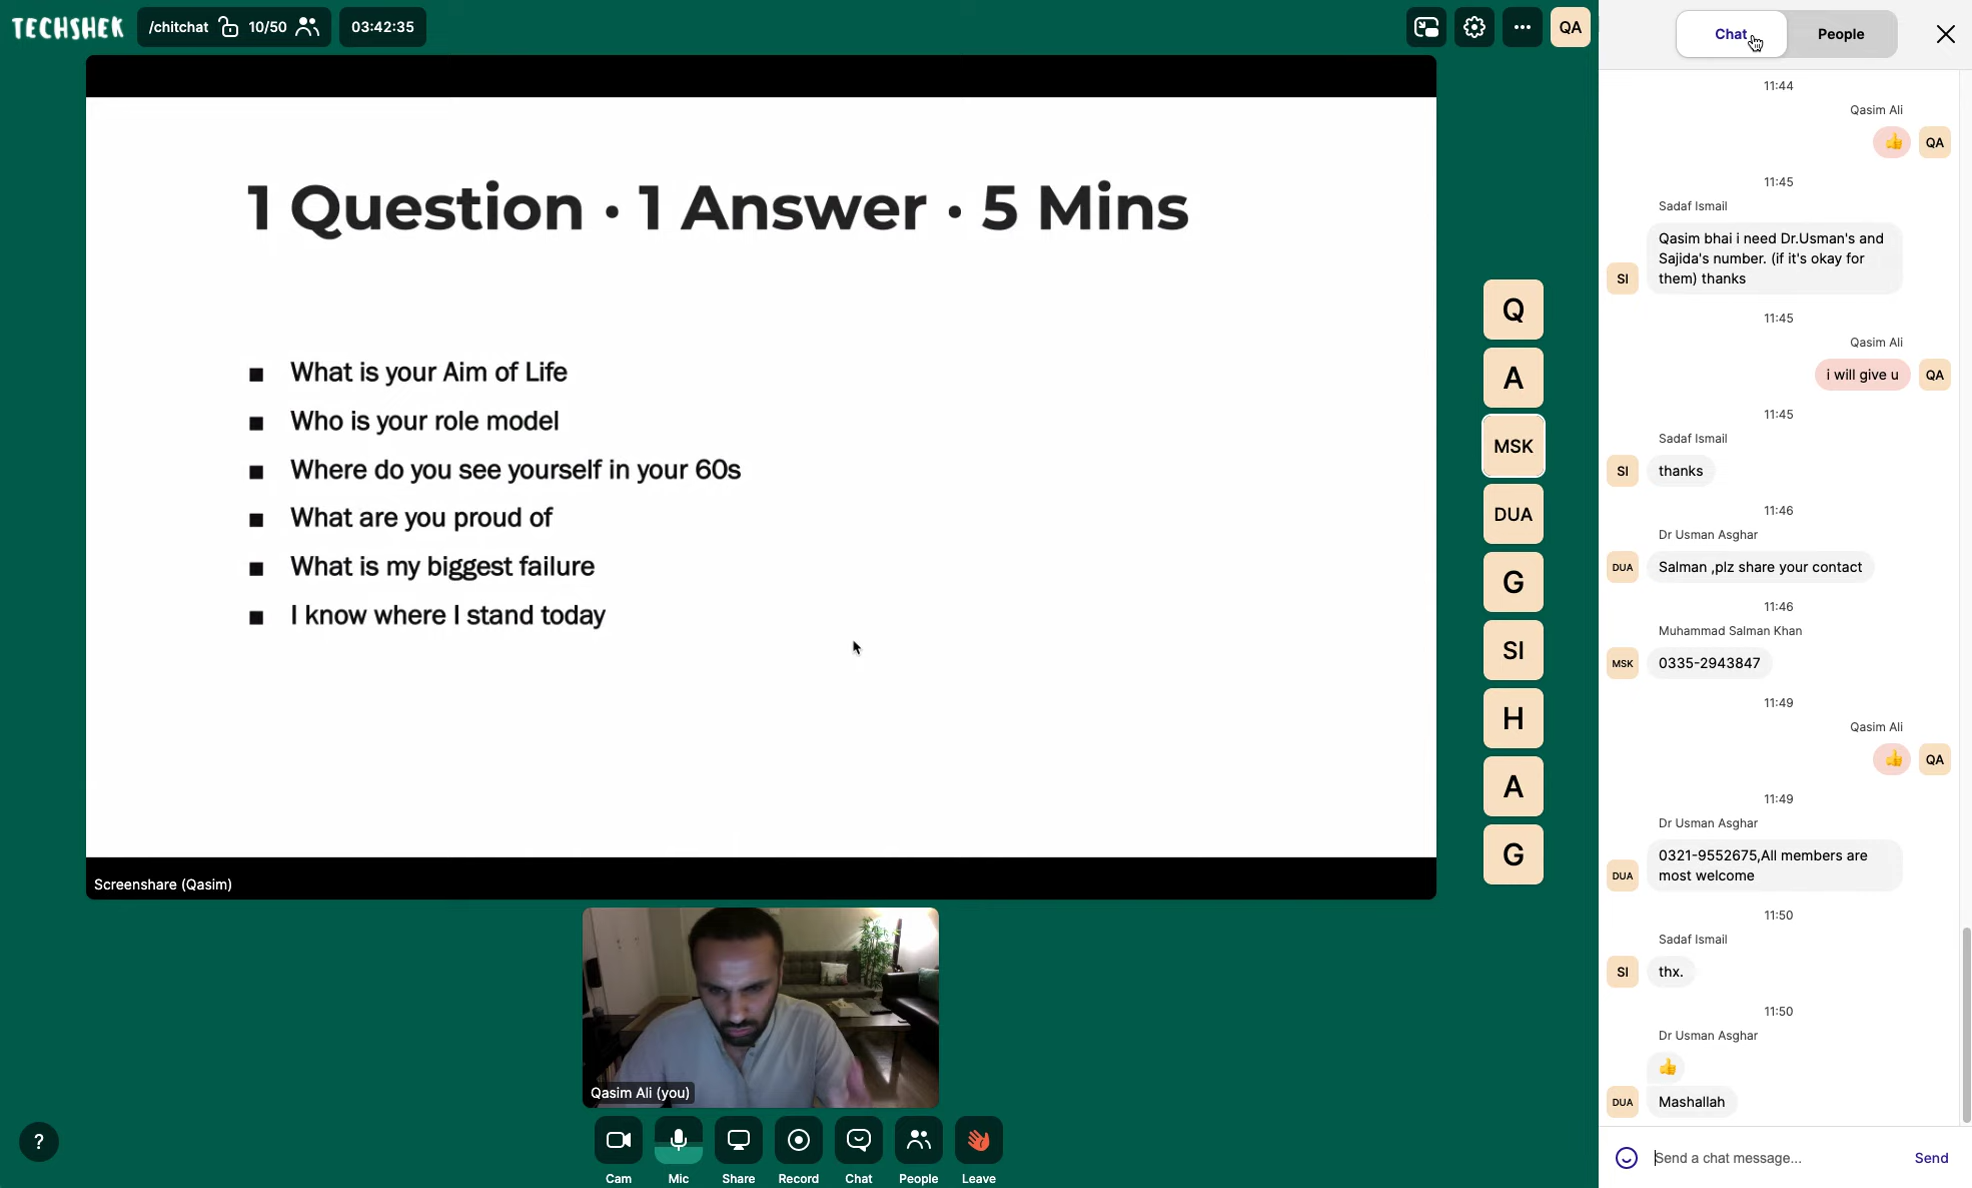 TECHSHEK
/chitchat 10/50
03:42:35
QA
1 Question · 1 Answer · 5 Mins
■ What is your Aim of Life
■ Who is your role model
■ Where do you see yourself in your 60s
■ What are you proud of
■ What is my biggest failure
■ I know where I stand today
Screenshare (Qasim)
Q
A
MSK
DUA
G
SI
H
A
G
Qasim Ali (you)
?
Cam
Mic
Share
Record
Chat
People
Leave
Chat
People
11:44
Qasim Ali
👍 QA
11:45
Sadaf Ismail
Qasim bhai i need Dr.Usman's and
Sajida's number. (if it's okay for
them) thanks
SI
11:45
Qasim Ali
i will give u QA
11:45
Sadaf Ismail
SI thanks
11:46
Dr Usman Asghar
DUA Salman ,plz share your contact
11:46
Muhammad Salman Khan
MSK 0335-2943847
11:49
Qasim Ali
👍 QA
11:49
Dr Usman Asghar
0321-9552675,All members are
most welcome
DUA
11:50
Sadaf Ismail
SI thx.
11:50
Dr Usman Asghar
👍
DUA Mashallah
Send a chat message... Send